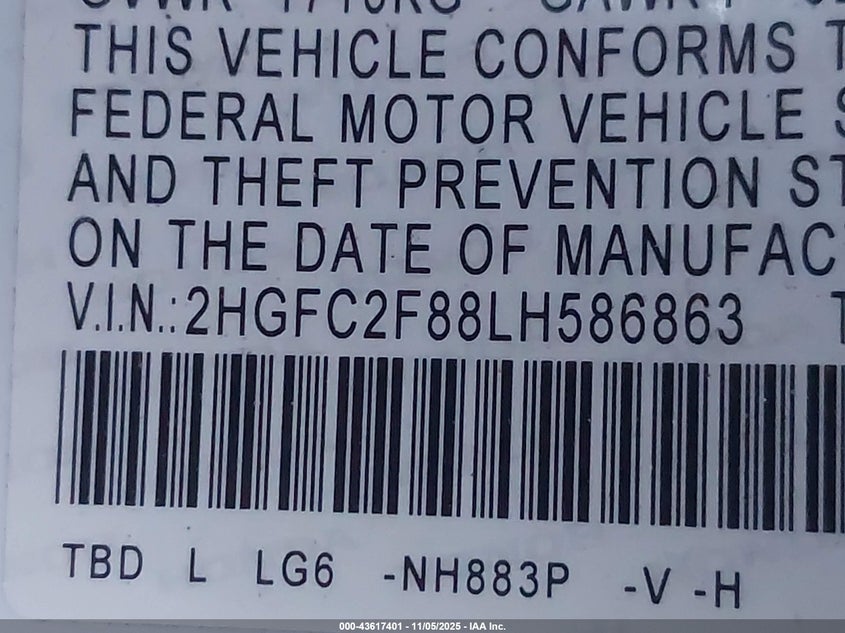 THIS VEHICLE CONFORMS T
FEDERAL MOTOR VEHICLE S
AND THEFT PREVENTION ST
ON THE DATE OF MANUFAC
V.I.N.:2HGFC2F88LH586863 T
TBD L LG6 -NH883P -V -H
000-43617401 - 11/05/2025 - IAA Inc.